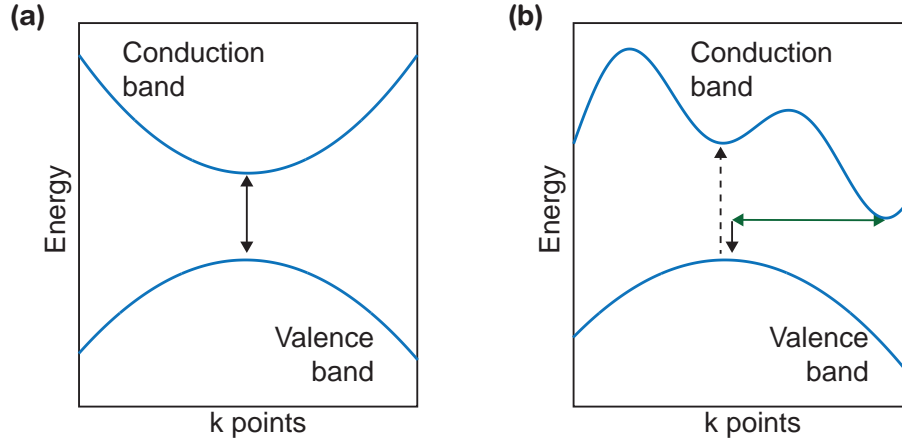 (a)
Conduction
band
Energy
Valence
band
k points
(b)
Conduction
band
Energy
Valence
band
k points